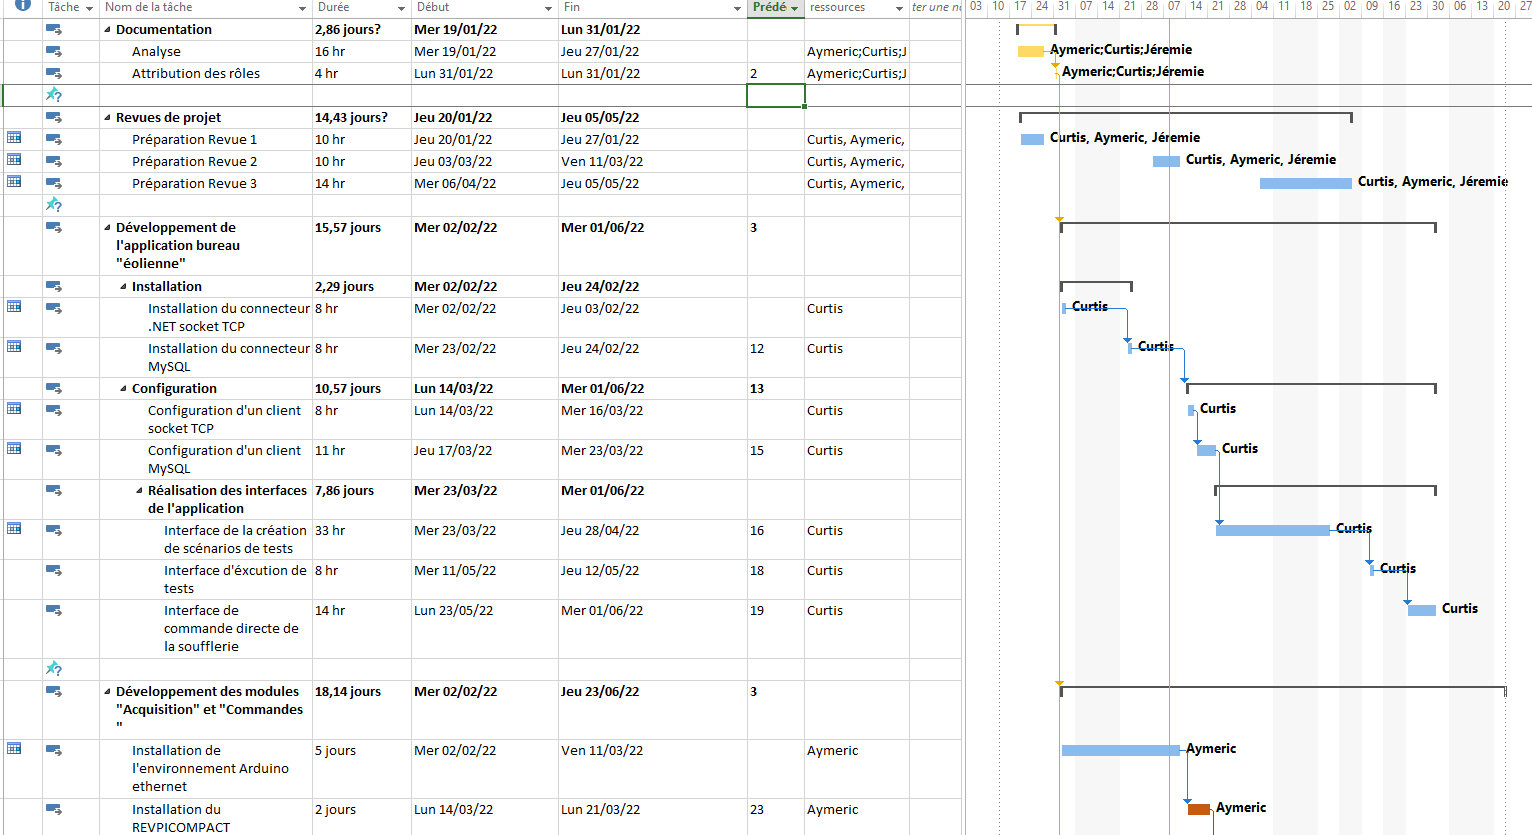 Tâche Nom de la tâche Durée Début Fin Prédé ressources ter une no 03 10 17 24 31 07 14 21 28 07 14 21 28 04 11 18 25 02 09 16 23 30 06 13 20 27
Documentation 2,86 jours? Mer 19/01/22 Lun 31/01/22
Analyse 16 hr Mer 19/01/22 Jeu 27/01/22 Aymeric;Curtis;J Aymeric;Curtis;Jéremie
Attribution des rôles 4 hr Lun 31/01/22 Lun 31/01/22 2 Aymeric;Curtis;J Aymeric;Curtis;Jéremie
Revues de projet 14,43 jours? Jeu 20/01/22 Jeu 05/05/22
Préparation Revue 1 10 hr Jeu 20/01/22 Jeu 27/01/22 Curtis, Aymeric, Curtis, Aymeric, Jéremie
Préparation Revue 2 10 hr Jeu 03/03/22 Ven 11/03/22 Curtis, Aymeric, Curtis, Aymeric, Jéremie
Préparation Revue 3 14 hr Mer 06/04/22 Jeu 05/05/22 Curtis, Aymeric, Curtis, Aymeric, Jéremie
Développement de 15,57 jours Mer 02/02/22 Mer 01/06/22 3
l'application bureau
"éolienne"
Installation 2,29 jours Mer 02/02/22 Jeu 24/02/22
Installation du connecteur 8 hr Mer 02/02/22 Jeu 03/02/22 Curtis Curtis
.NET socket TCP
Installation du connecteur 8 hr Mer 23/02/22 Jeu 24/02/22 12 Curtis Curtis
MySQL
Configuration 10,57 jours Lun 14/03/22 Mer 01/06/22 13
Configuration d'un client 8 hr Lun 14/03/22 Mer 16/03/22 Curtis Curtis
socket TCP
Configuration d'un client 11 hr Jeu 17/03/22 Mer 23/03/22 15 Curtis Curtis
MySQL
Réalisation des interfaces 7,86 jours Mer 23/03/22 Mer 01/06/22
de l'application
Interface de la création 33 hr Mer 23/03/22 Jeu 28/04/22 16 Curtis Curtis
de scénarios de tests
Interface d'éxcution de 8 hr Mer 11/05/22 Jeu 12/05/22 18 Curtis Curtis
tests
Interface de 14 hr Lun 23/05/22 Mer 01/06/22 19 Curtis Curtis
commande directe de
la soufflerie
Développement des modules 18,14 jours Mer 02/02/22 Jeu 23/06/22 3
"Acquisition" et "Commandes
"
Installation de 5 jours Mer 02/02/22 Ven 11/03/22 Aymeric Aymeric
l'environnement Arduino
ethernet
Installation du 2 jours Lun 14/03/22 Lun 21/03/22 23 Aymeric Aymeric
REVPICOMPACT